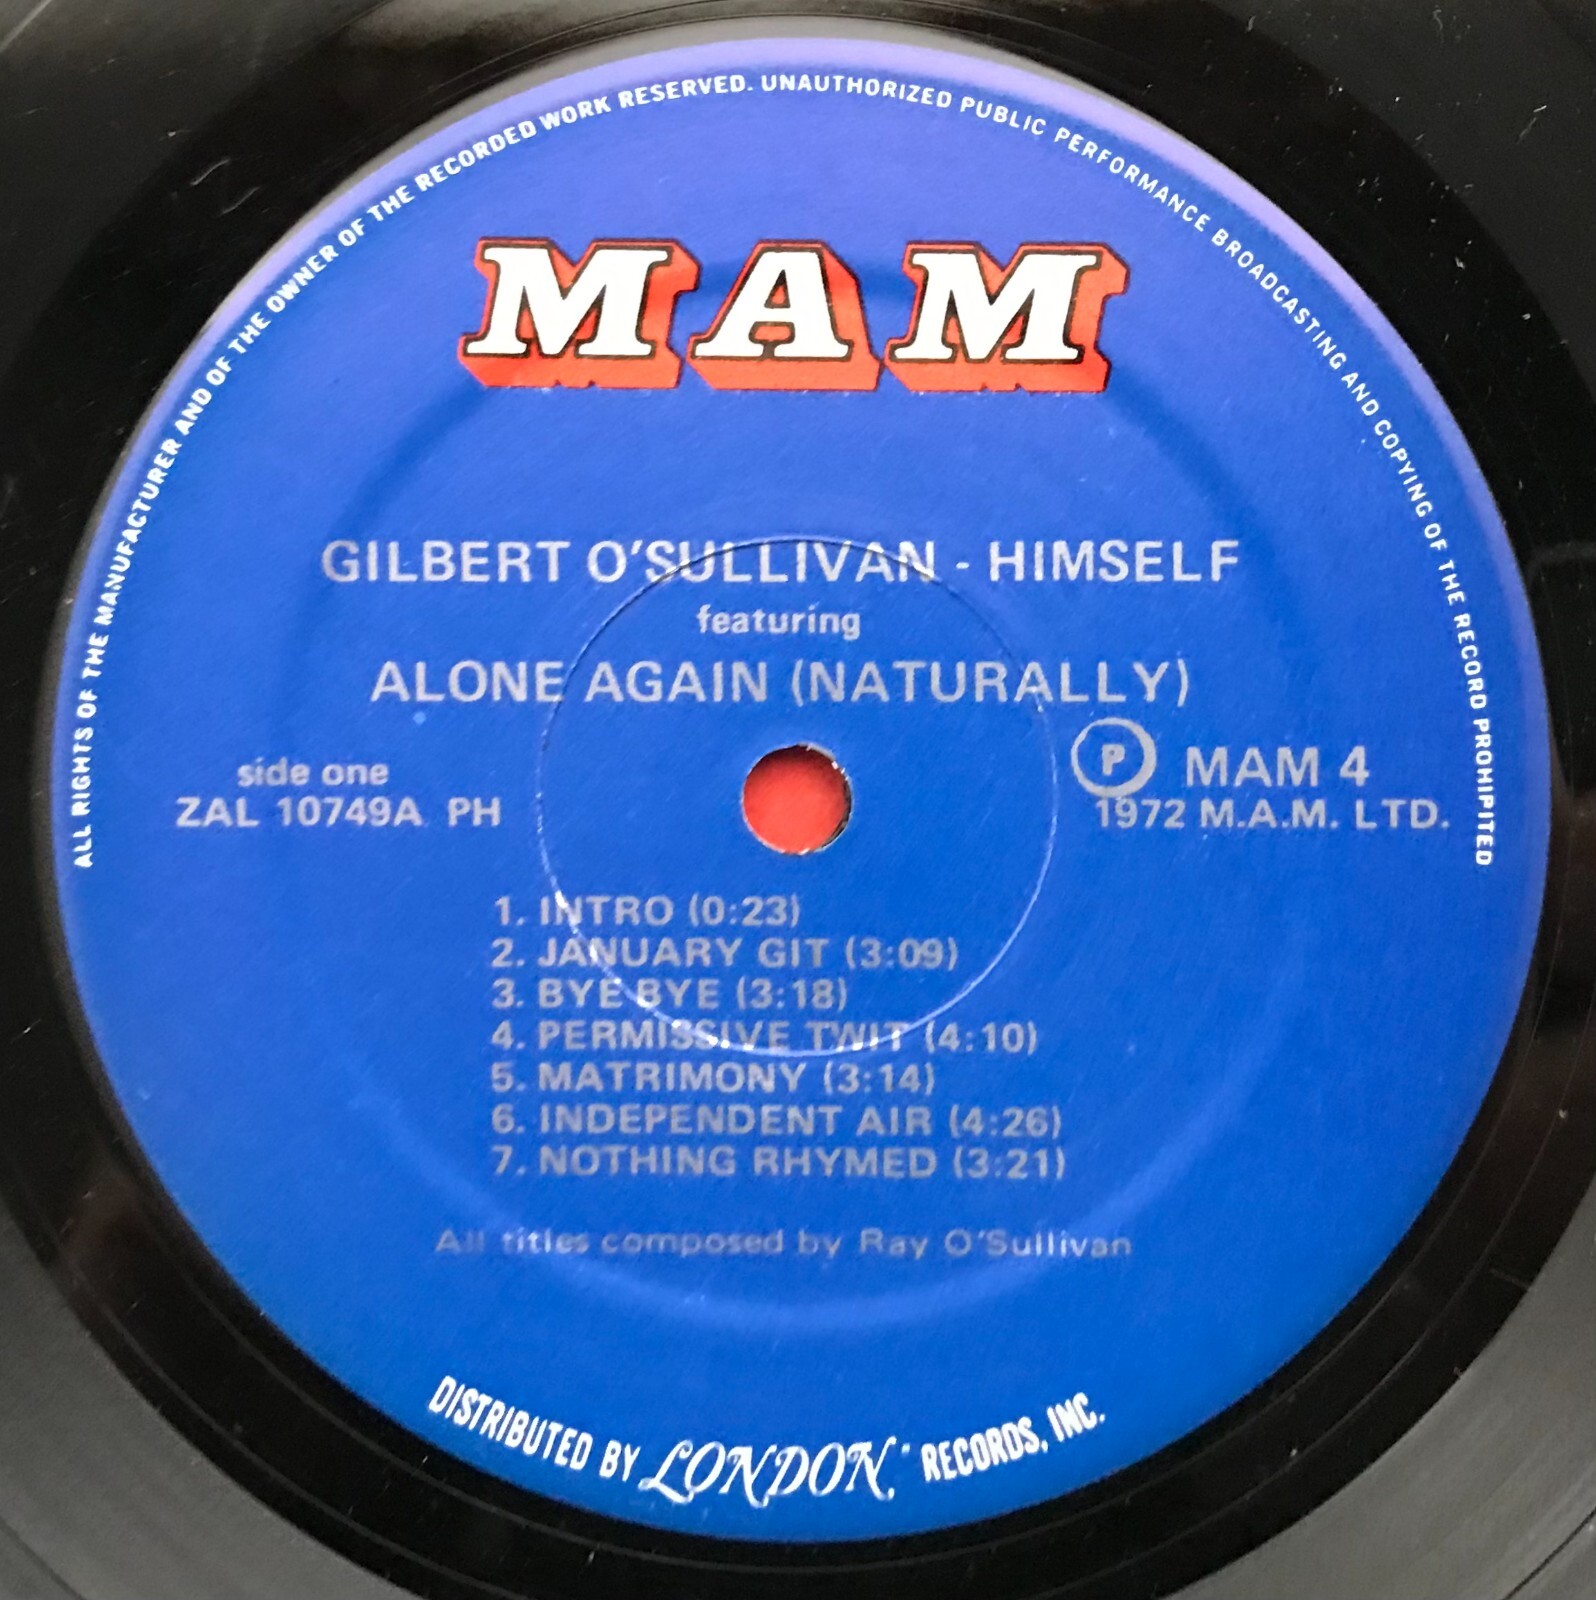 ALL RIGHTS OF THE MANUFACTURER AND OF THE OWNER OF THE RECORDED WORK RESERVED. UNAUTHORIZED PUBLIC PERFORMANCE BROADCASTING AND COPYING OF THE RECORD PROHIPITED
MAM
GILBERT O'SULLIVAN - HIMSELF
featuring
ALONE AGAIN (NATURALLY)
side one
ZAL 10749A PH
Ⓟ MAM 4
1972 M.A.M. LTD.
1. INTRO (0:23)
2. JANUARY GIT (3:09)
3. BYE BYE (3:18)
4. PERMISSIVE TWIT (4:10)
5. MATRIMONY (3:14)
6. INDEPENDENT AIR (4:26)
7. NOTHING RHYMED (3:21)
All titles composed by Ray O'Sullivan
DISTRIBUTED BY LONDON RECORDS, INC.